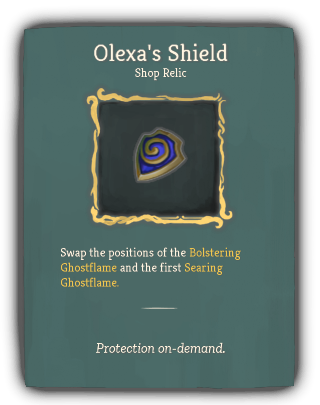 Olexa's Shield
Shop Relic
Swap the positions of the Bolstering
Ghostflame and the first Searing
Ghostflame.
Protection on-demand.